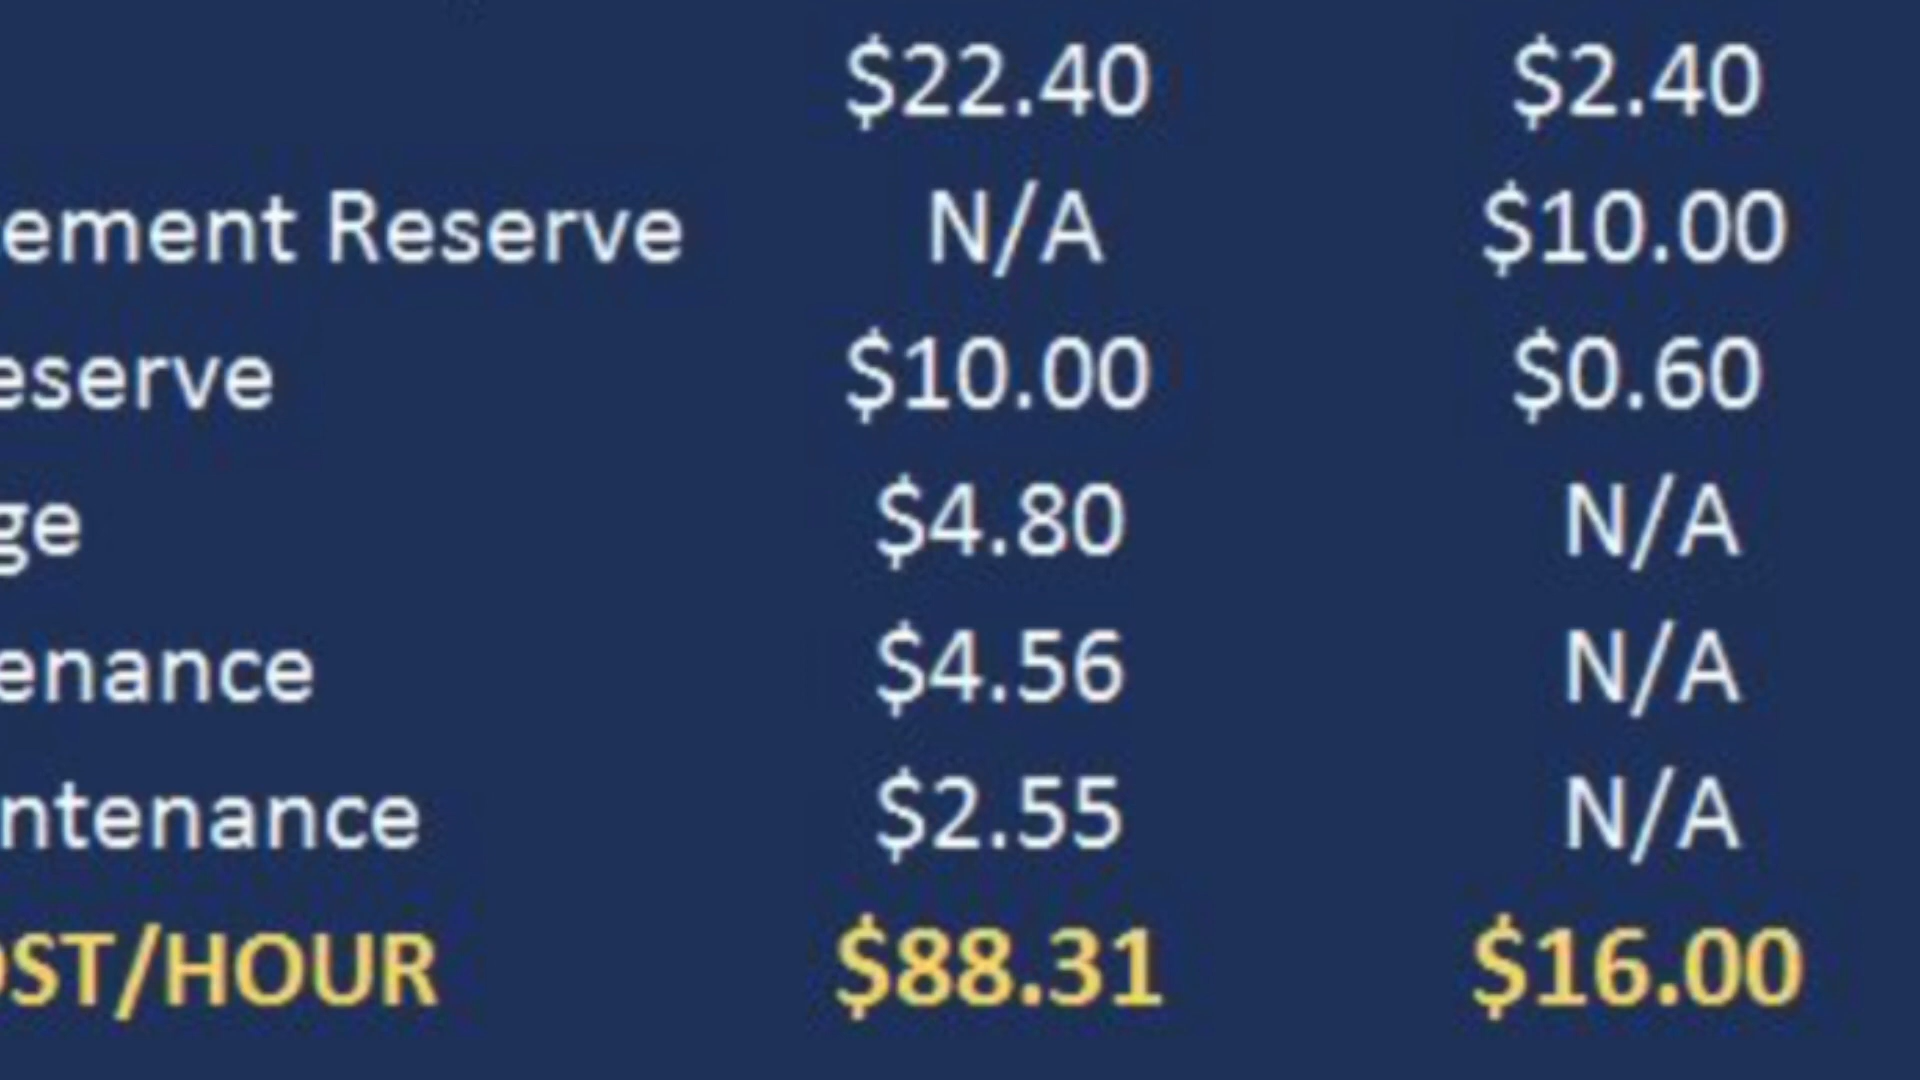 $22.40 $2.40
ement Reserve N/A $10.00
eserve $10.00 $0.60
ge $4.80 N/A
enance $4.56 N/A
ntenance $2.55 N/A
OST/HOUR $88.31 $16.00